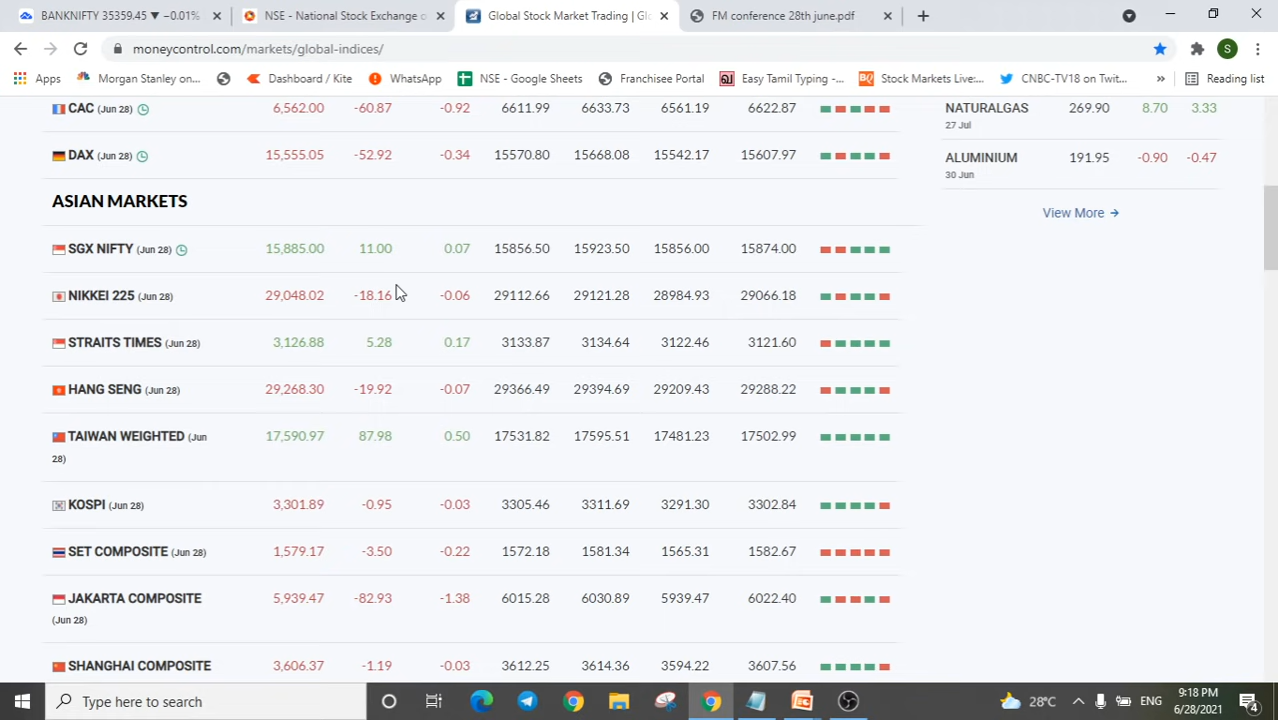 BANKNIFTY 35359.45 ▼ −0.01%
NSE - National Stock Exchange o
Global Stock Market Trading | Glo
FM conference 28th june.pdf
moneycontrol.com/markets/global-indices/
S
Apps
Morgan Stanley on...
Dashboard / Kite
WhatsApp
NSE - Google Sheets
Franchisee Portal
Easy Tamil Typing -...
BQ
Stock Markets Live:...
CNBC-TV18 on Twit...
»
Reading list
CAC (Jun 28) 6,562.00 -60.87 -0.92 6611.99 6633.73 6561.19 6622.87
DAX (Jun 28) 15,555.05 -52.92 -0.34 15570.80 15668.08 15542.17 15607.97
ASIAN MARKETS
SGX NIFTY (Jun 28) 15,885.00 11.00 0.07 15856.50 15923.50 15856.00 15874.00
NIKKEI 225 (Jun 28) 29,048.02 -18.16 -0.06 29112.66 29121.28 28984.93 29066.18
STRAITS TIMES (Jun 28) 3,126.88 5.28 0.17 3133.87 3134.64 3122.46 3121.60
HANG SENG (Jun 28) 29,268.30 -19.92 -0.07 29366.49 29394.69 29209.43 29288.22
TAIWAN WEIGHTED (Jun 17,590.97 87.98 0.50 17531.82 17595.51 17481.23 17502.99
28)
KOSPI (Jun 28) 3,301.89 -0.95 -0.03 3305.46 3311.69 3291.30 3302.84
SET COMPOSITE (Jun 28) 1,579.17 -3.50 -0.22 1572.18 1581.34 1565.31 1582.67
JAKARTA COMPOSITE 5,939.47 -82.93 -1.38 6015.28 6030.89 5939.47 6022.40
(Jun 28)
SHANGHAI COMPOSITE 3,606.37 -1.19 -0.03 3612.25 3614.36 3594.22 3607.56
NATURALGAS 269.90 8.70 3.33
27 Jul
ALUMINIUM 191.95 -0.90 -0.47
30 Jun
View More →
Type here to search
28°C
ENG
9:18 PM
6/28/2021
4